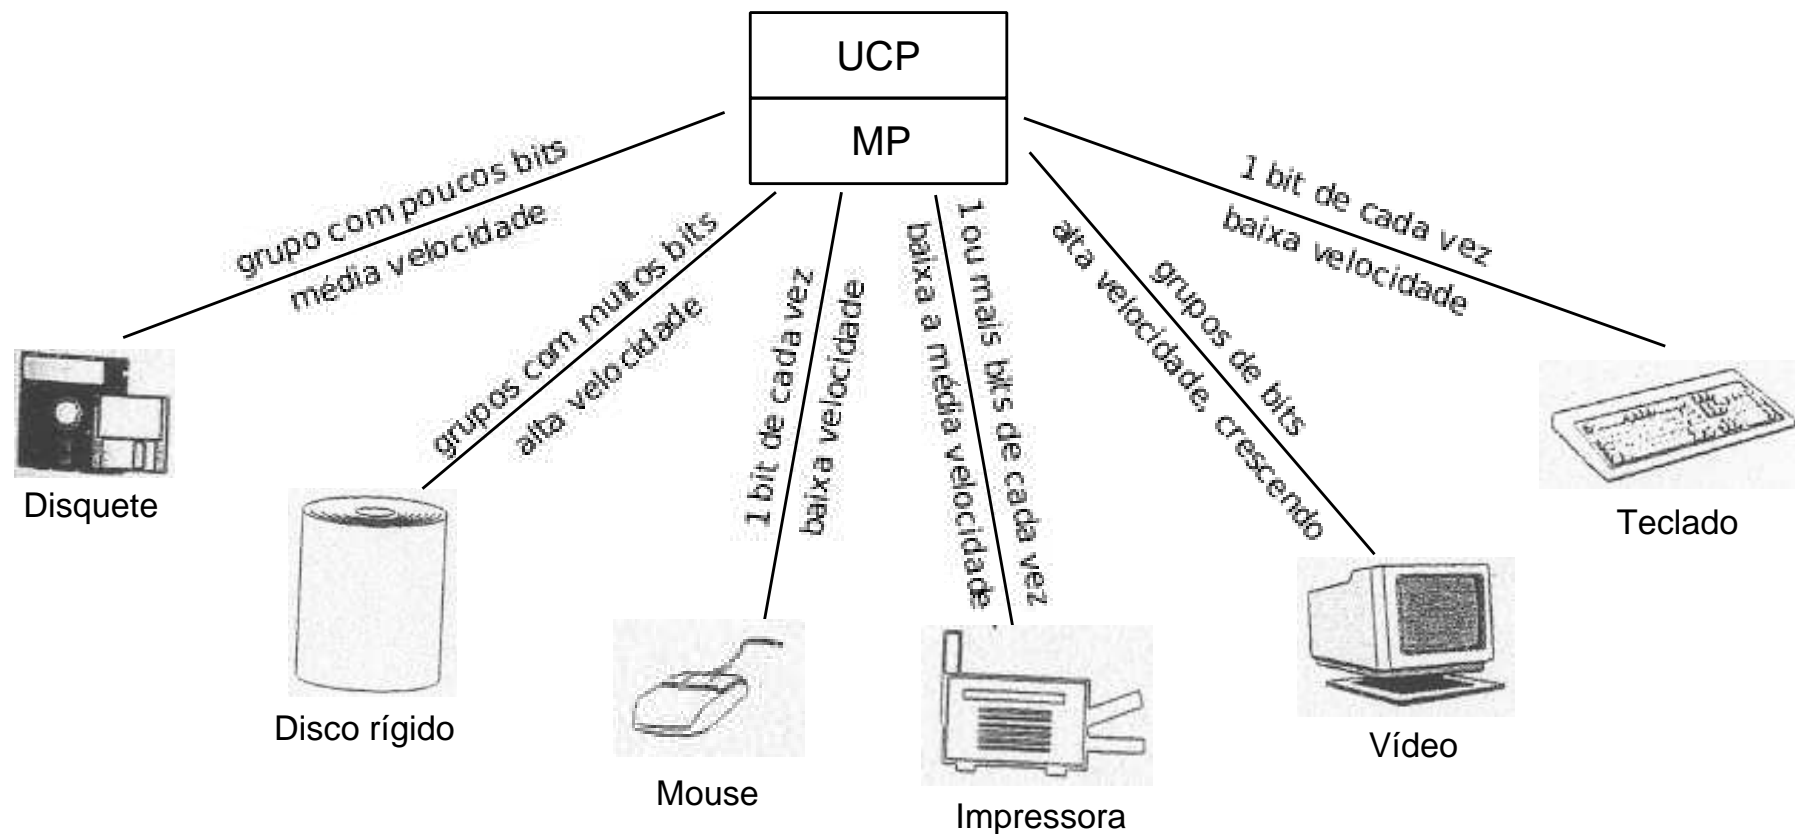 UCP
MP
grupo com poucos bits
média velocidade
Disquete
grupos com muitos bits
alta velocidade
Disco rígido
1 bit de cada vez
baixa velocidade
Mouse
1 ou mais bits de cada vez
baixa a média velocidade
Impressora
grupos de bits
alta velocidade, crescendo
Vídeo
1 bit de cada vez
baixa velocidade
Teclado